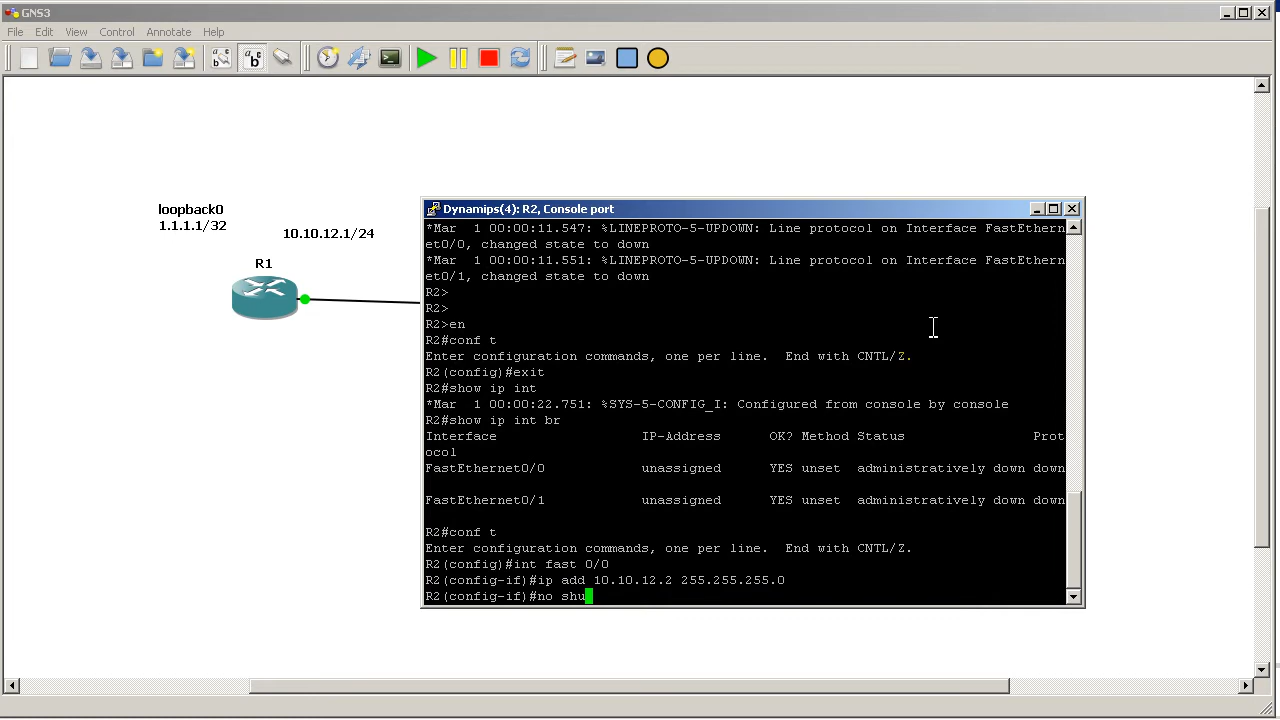 GNS3
File Edit View Control Annotate Help
loopback0
1.1.1.1/32
10.10.12.1/24
R1
Dynamips(4): R2, Console port
*Mar  1 00:00:11.547: %LINEPROTO-5-UPDOWN: Line protocol on Interface FastEthern
et0/0, changed state to down
*Mar  1 00:00:11.551: %LINEPROTO-5-UPDOWN: Line protocol on Interface FastEthern
et0/1, changed state to down
R2>
R2>
R2>en
R2#conf t
Enter configuration commands, one per line.  End with CNTL/Z.
R2(config)#exit
R2#show ip int
*Mar  1 00:00:22.751: %SYS-5-CONFIG_I: Configured from console by console
R2#show ip int br
Interface                  IP-Address      OK? Method Status                Prot
ocol
FastEthernet0/0            unassigned      YES unset  administratively down down
FastEthernet0/1            unassigned      YES unset  administratively down down
R2#conf t
Enter configuration commands, one per line.  End with CNTL/Z.
R2(config)#int fast 0/0
R2(config-if)#ip add 10.10.12.2 255.255.255.0
R2(config-if)#no shu